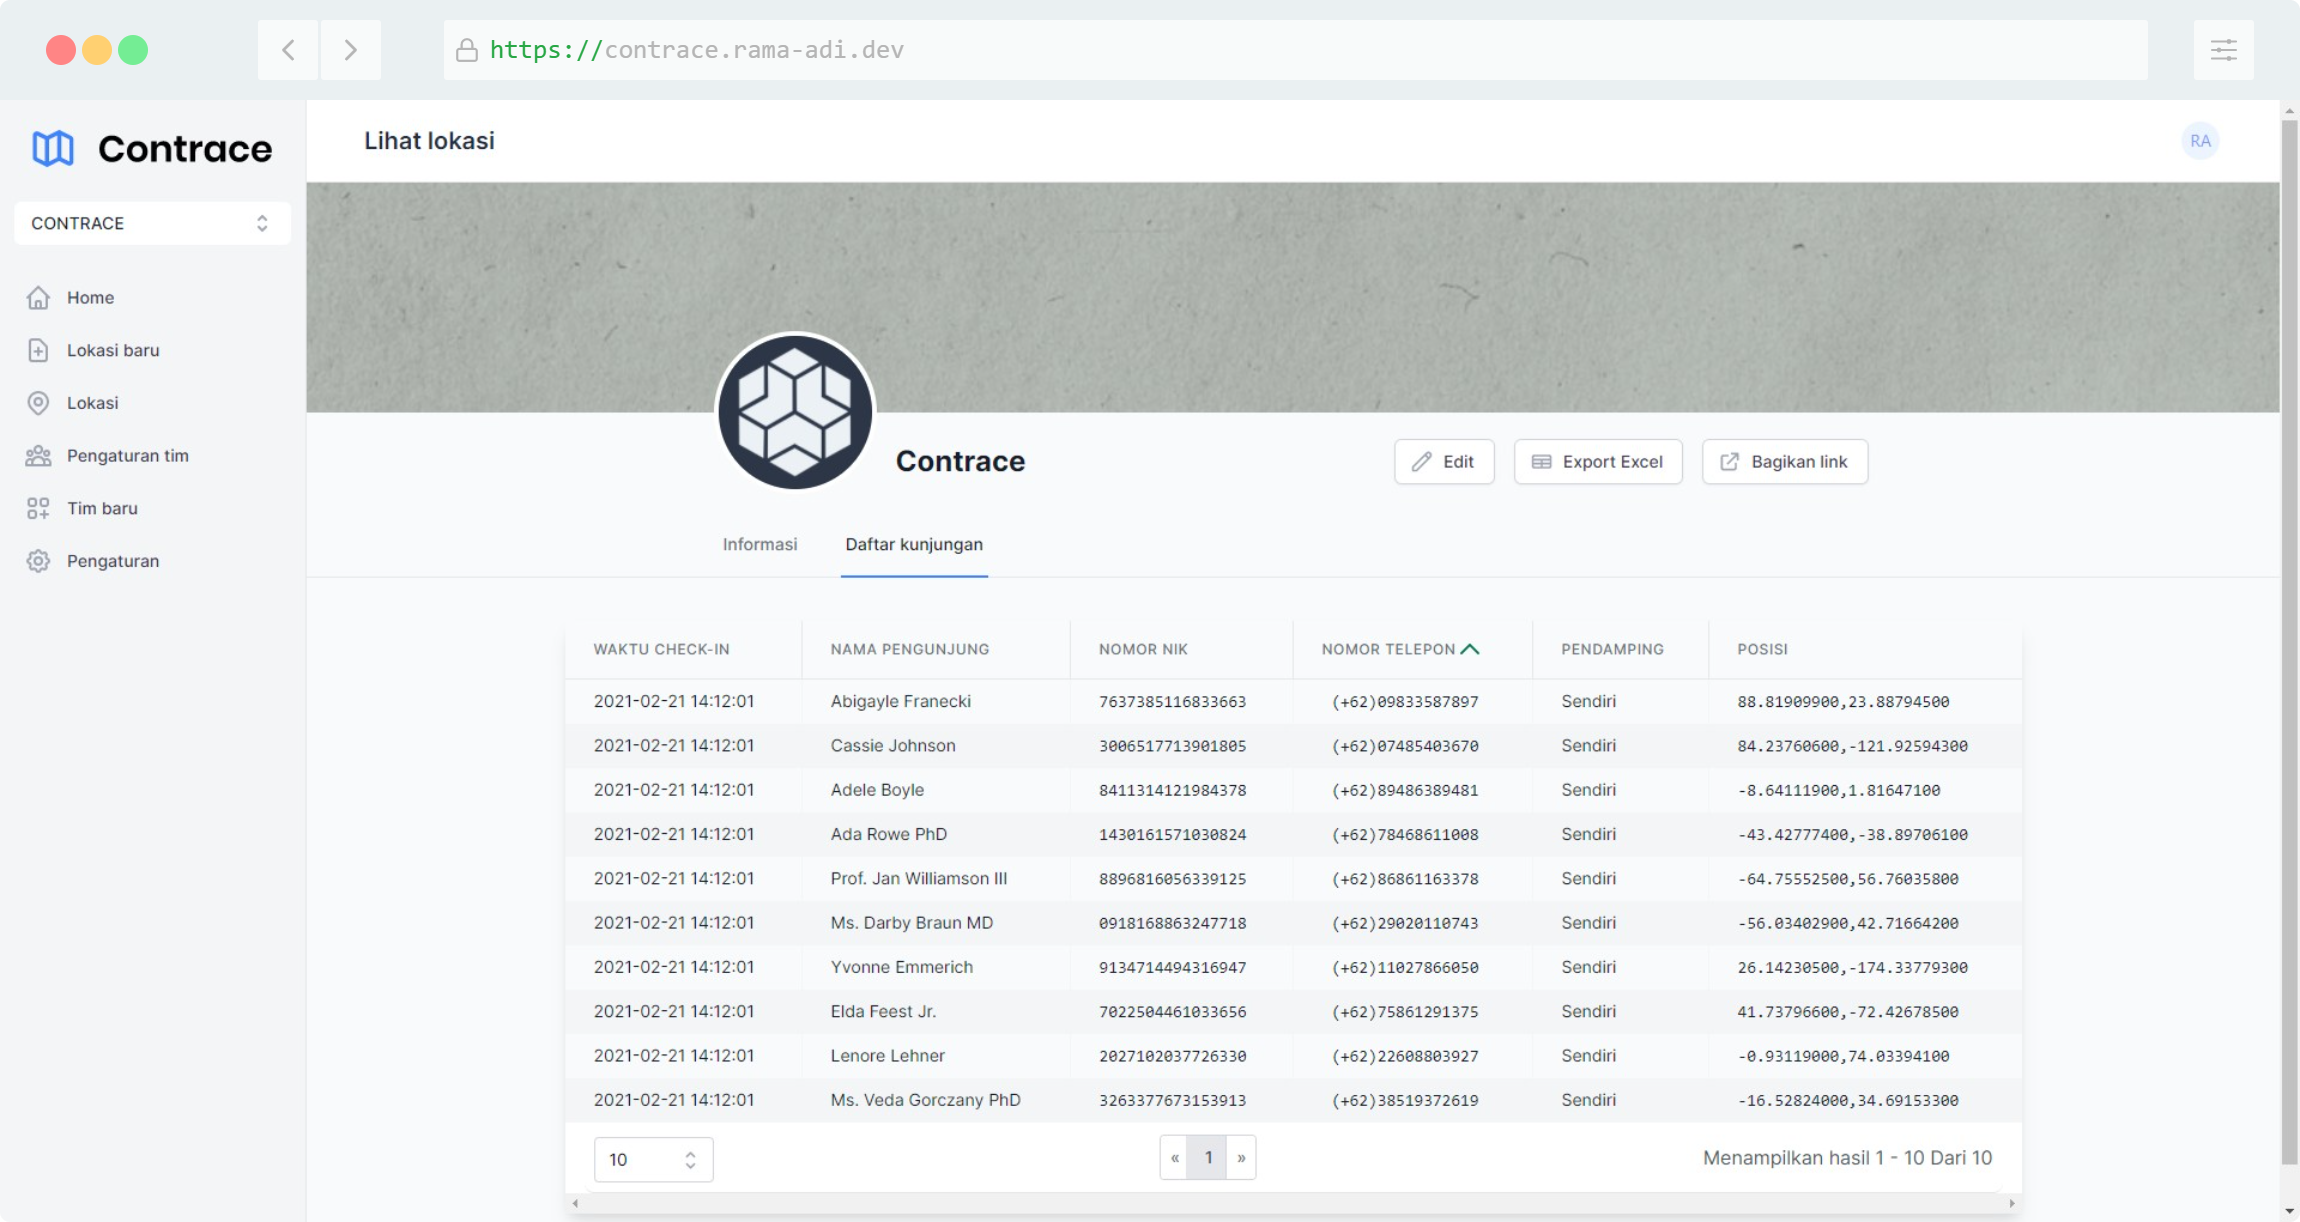 https://contrace.rama-adi.dev
Contrace
Lihat lokasi
RA
CONTRACE
Home
Lokasi baru
Lokasi
Pengaturan tim
Tim baru
Pengaturan
Contrace
Edit
Export Excel
Bagikan link
Informasi
Daftar kunjungan
WAKTU CHECK-IN NAMA PENGUNJUNG NOMOR NIK NOMOR TELEPON PENDAMPING POSISI
2021-02-21 14:12:01 Abigayle Franecki 7637385116833663 (+62)09833587897 Sendiri 88.81909900,23.88794500
2021-02-21 14:12:01 Cassie Johnson 3006517713901805 (+62)07485403670 Sendiri 84.23760600,-121.92594300
2021-02-21 14:12:01 Adele Boyle 8411314121984378 (+62)89486389481 Sendiri -8.64111900,1.81647100
2021-02-21 14:12:01 Ada Rowe PhD 1430161571030824 (+62)78468611008 Sendiri -43.42777400,-38.89706100
2021-02-21 14:12:01 Prof. Jan Williamson III 8896816056339125 (+62)86861163378 Sendiri -64.75552500,56.76035800
2021-02-21 14:12:01 Ms. Darby Braun MD 0918168863247718 (+62)29020110743 Sendiri -56.03402900,42.71664200
2021-02-21 14:12:01 Yvonne Emmerich 9134714494316947 (+62)11027866050 Sendiri 26.14230500,-174.33779300
2021-02-21 14:12:01 Elda Feest Jr. 7022504461033656 (+62)75861291375 Sendiri 41.73796600,-72.42678500
2021-02-21 14:12:01 Lenore Lehner 2027102037726330 (+62)22608803927 Sendiri -0.93119000,74.03394100
2021-02-21 14:12:01 Ms. Veda Gorczany PhD 3263377673153913 (+62)38519372619 Sendiri -16.52824000,34.69153300
10 « 1 » Menampilkan hasil 1 - 10 Dari 10